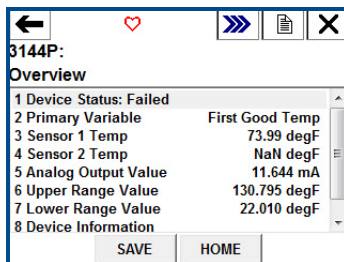 3144P:
Overview
1 Device Status: Failed
2 Primary Variable First Good Temp
3 Sensor 1 Temp 73.99 degF
4 Sensor 2 Temp NaN degF
5 Analog Output Value 11.644 mA
6 Upper Range Value 130.795 degF
7 Lower Range Value 22.010 degF
8 Device Information
SAVE HOME